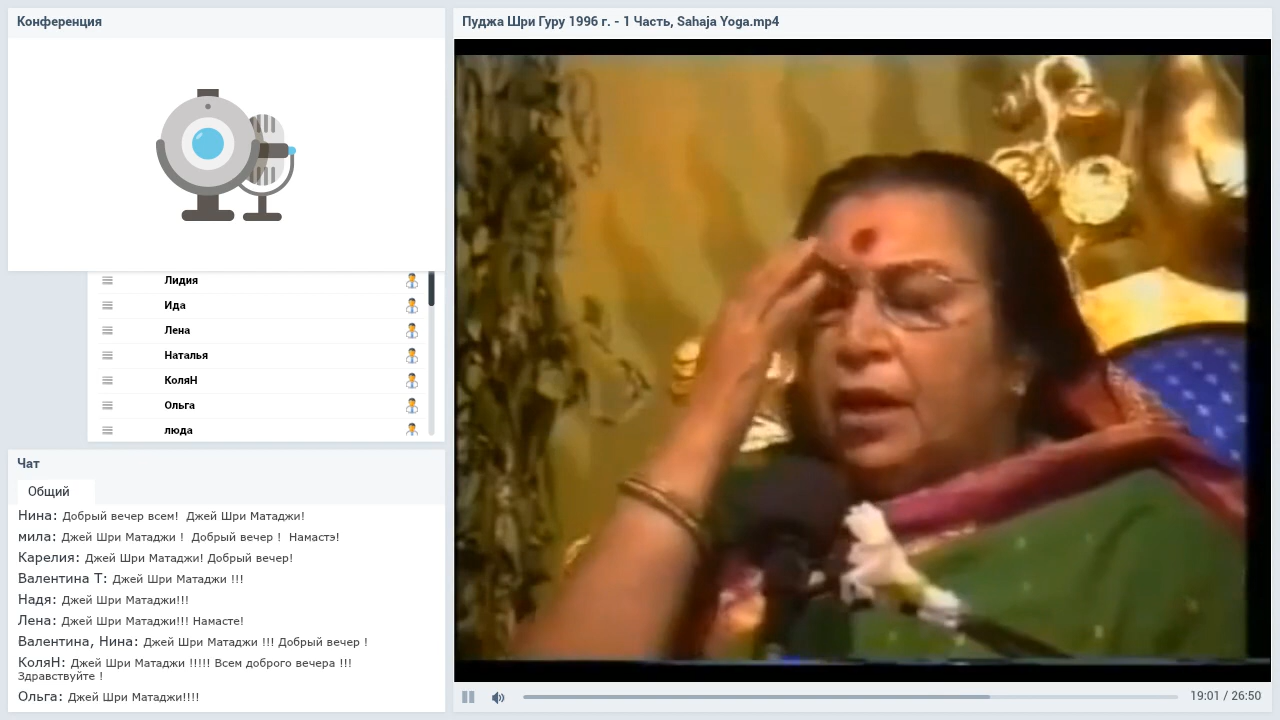 Конференция
Лидия
Ида
Лена
Наталья
КоляН
Ольга
люда
Чат
Общий
Нина: Добрый вечер всем! Джей Шри Матаджи!
мила: Джей Шри Матаджи ! Добрый вечер ! Намастэ!
Карелия: Джей Шри Матаджи! Добрый вечер!
Валентина Т: Джей Шри Матаджи !!!
Надя: Джей Шри Матаджи!!!
Лена: Джей Шри Матаджи!!! Намасте!
Валентина, Нина: Джей Шри Матаджи !!! Добрый вечер !
КоляН: Джей Шри Матаджи !!!!! Всем доброго вечера !!!
Здравствуйте !
Ольга: Джей Шри Матаджи!!!!
Пуджа Шри Гуру 1996 г. - 1 Часть, Sahaja Yoga.mp4
19:01 / 26:50